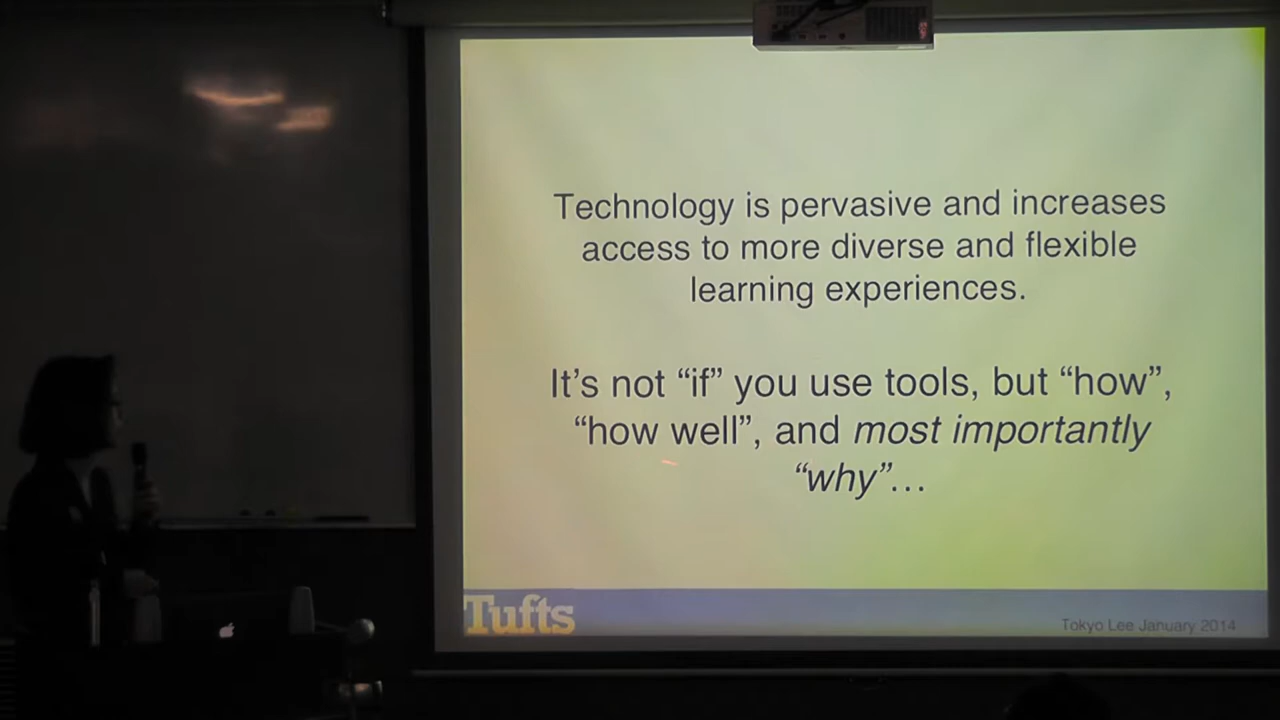 Technology is pervasive and increases
access to more diverse and flexible
learning experiences.
It's not “if” you use tools, but “how”,
“how well”, and most importantly
“why”…
Tufts
Tokyo Lee January 2014